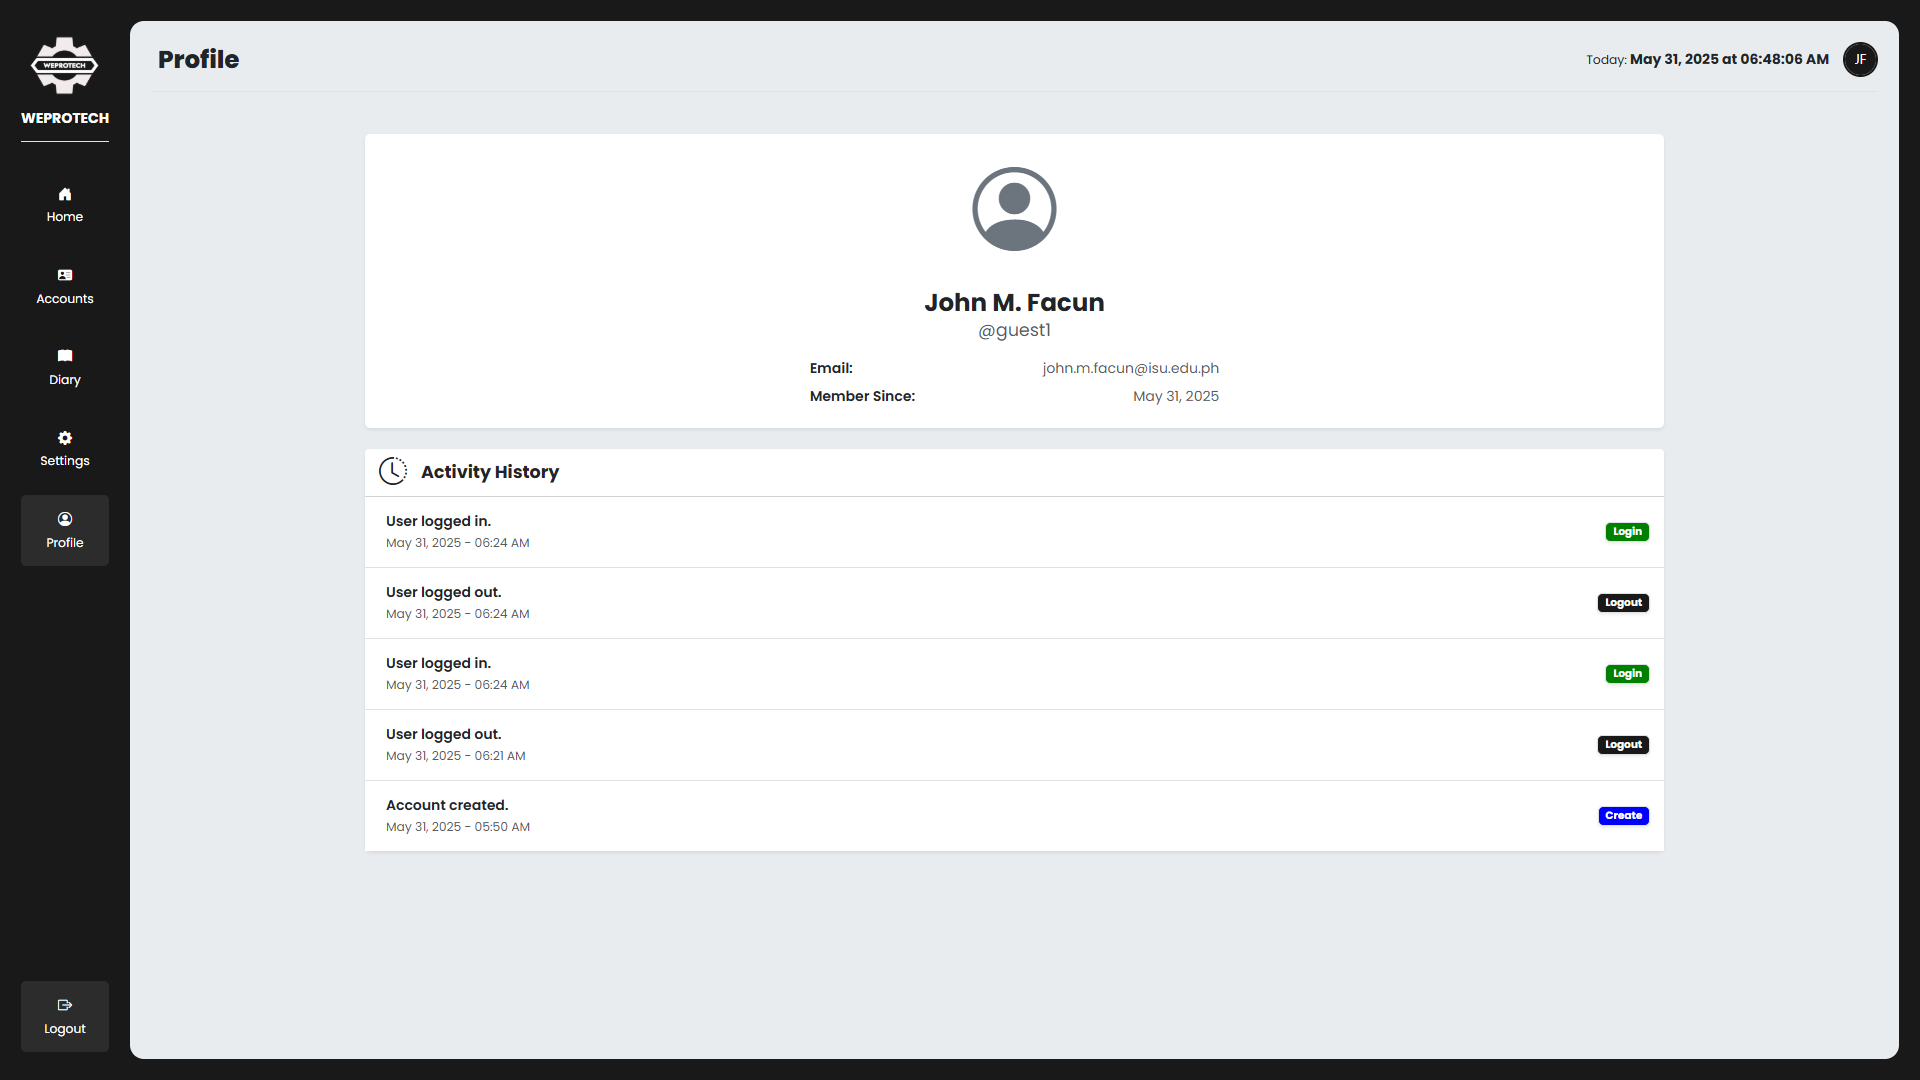 WEPROTECH
WEPROTECH
Home
Accounts
Diary
Settings
Profile
Logout
Profile
Today: May 31, 2025 at 06:48:06 AM
JF
John M. Facun
@guest1
Email: john.m.facun@isu.edu.ph
Member Since: May 31, 2025
Activity History
User logged in.
May 31, 2025 - 06:24 AM
Login
User logged out.
May 31, 2025 - 06:24 AM
Logout
User logged in.
May 31, 2025 - 06:24 AM
Login
User logged out.
May 31, 2025 - 06:21 AM
Logout
Account created.
May 31, 2025 - 05:50 AM
Create